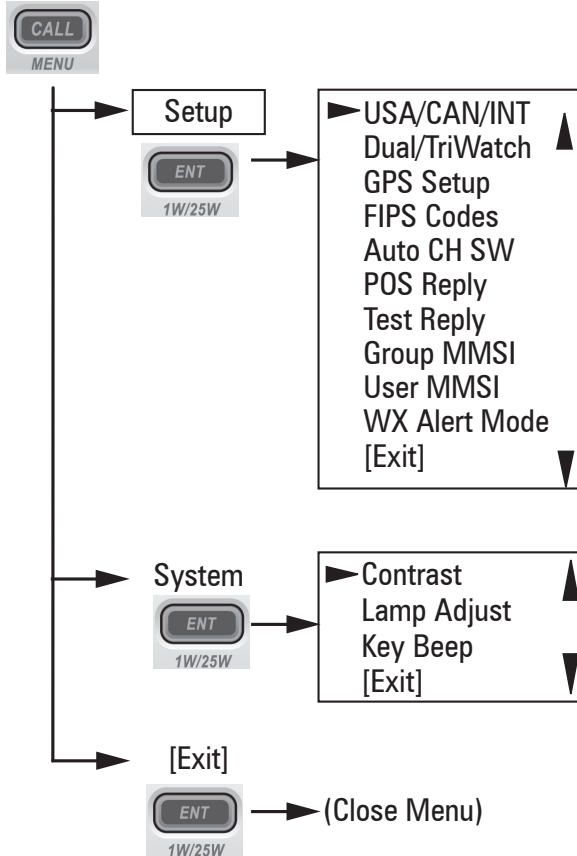 CALL
MENU
Setup
ENT
1W/25W
USA/CAN/INT
Dual/TriWatch
GPS Setup
FIPS Codes
Auto CH SW
POS Reply
Test Reply
Group MMSI
User MMSI
WX Alert Mode
[Exit]
System
ENT
1W/25W
Contrast
Lamp Adjust
Key Beep
[Exit]
[Exit]
ENT
1W/25W
(Close Menu)